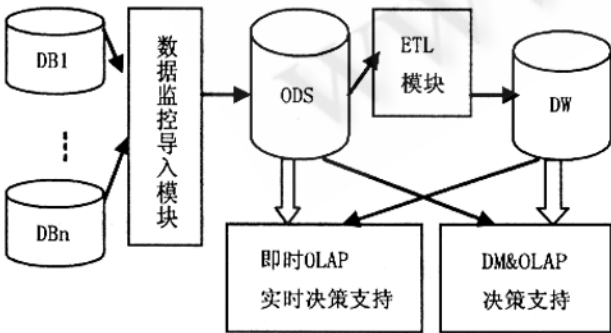 DB1
DBn
数据监控导入模块
ODS
ETL
模块
DW
即时OLAP
实时决策支持
DM&OLAP
决策支持